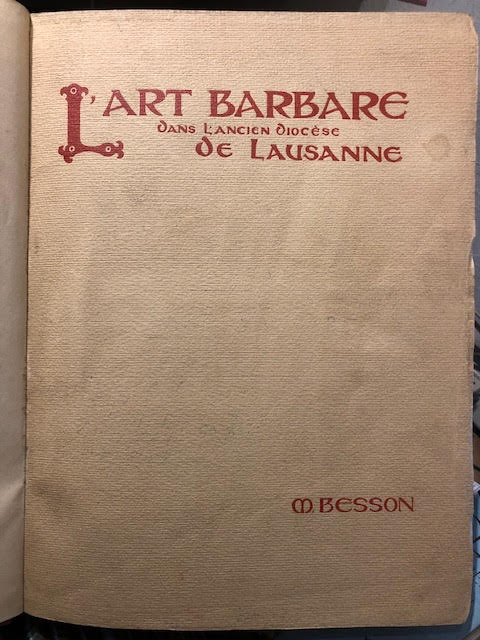 L'ART BARBARE
DANS L'ANCIEN DIOCÈSE
DE LAUSANNE
M. BESSON